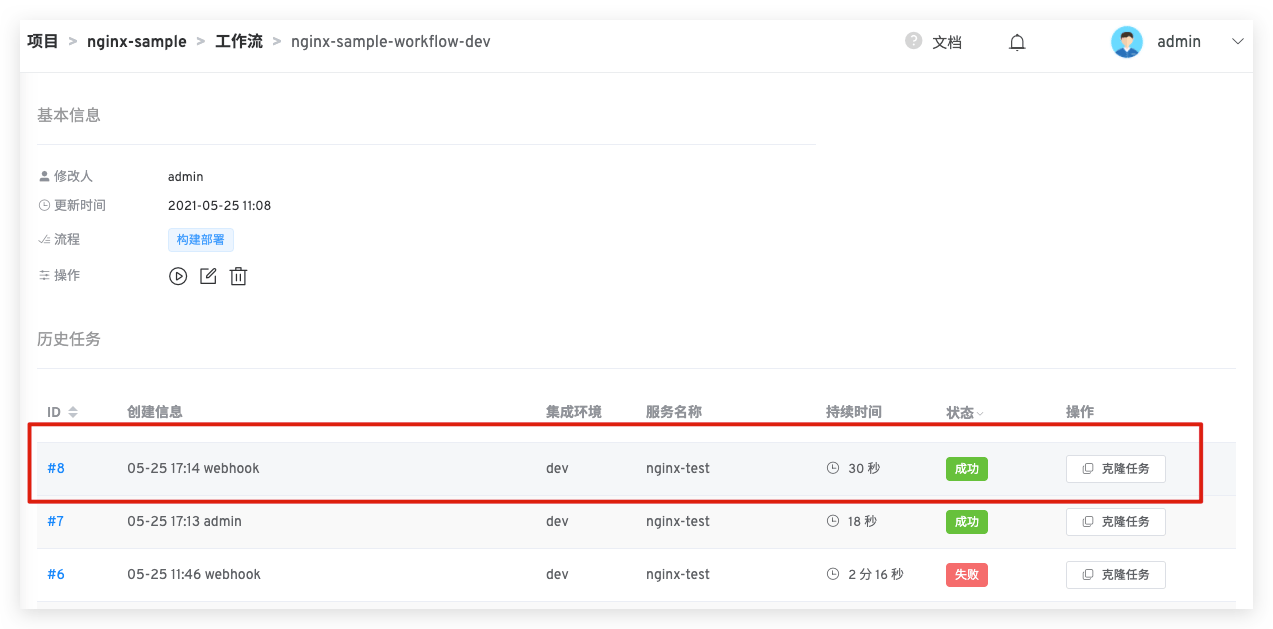 项目 > nginx-sample > 工作流 > nginx-sample-workflow-dev ? 文档 admin
基本信息
修改人 admin
更新时间 2021-05-25 11:08
流程 构建部署
操作
历史任务
ID 创建信息 集成环境 服务名称 持续时间 状态 操作
#8 05-25 17:14 webhook dev nginx-test 30 秒 成功 克隆任务
#7 05-25 17:13 admin dev nginx-test 18 秒 成功 克隆任务
#6 05-25 11:46 webhook dev nginx-test 2 分 16 秒 失败 克隆任务